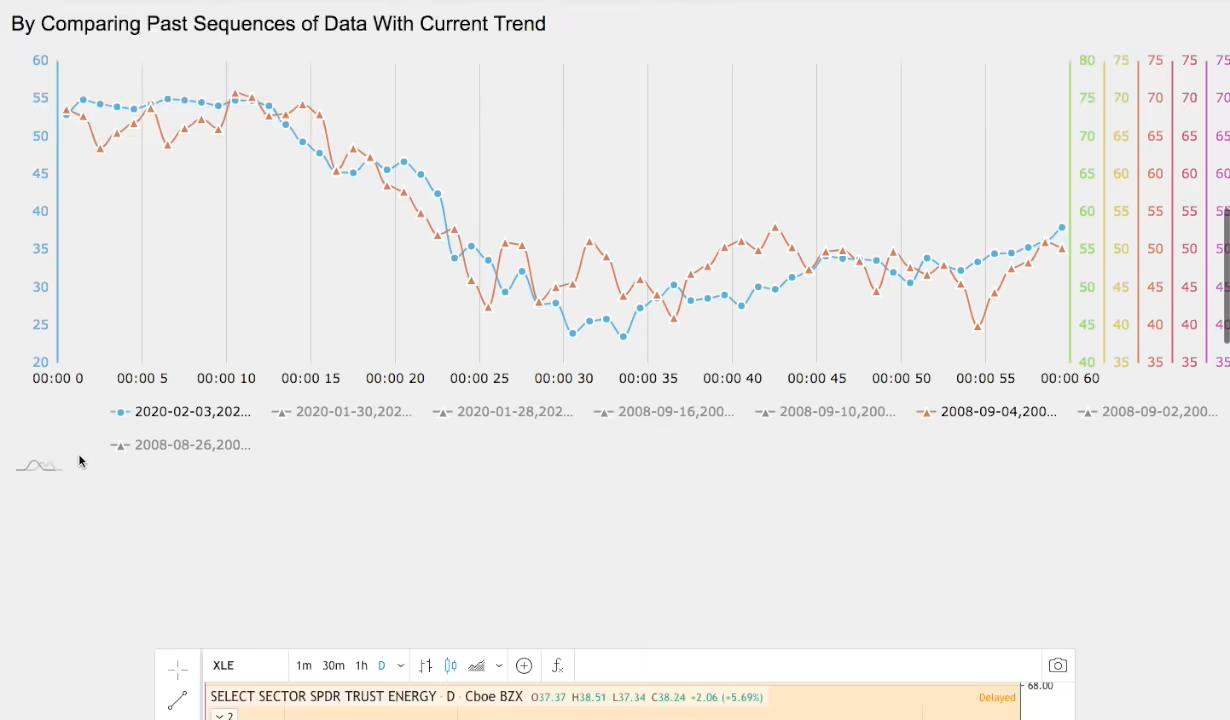 By Comparing Past Sequences of Data With Current Trend
60 80 75 75 75 75
55 75 70 70 70 70
50 70 65 65 65 65
45 65 60 60 60 60
40 60 55 55 55 55
35 55 50 50 50 50
30 50 45 45 45 45
25 45 40 40 40 40
20 40 35 35 35 35
00:00 0 00:00 5 00:00 10 00:00 15 00:00 20 00:00 25 00:00 30 00:00 35 00:00 40 00:00 45 00:00 50 00:00 55 00:00 60
2020-02-03,202... 2020-01-30,202... 2020-01-28,202... 2008-09-16,200... 2008-09-10,200... 2008-09-04,200... 2008-09-02,200...
2008-08-26,200...
XLE 1m 30m 1h D
SELECT SECTOR SPDR TRUST ENERGY · D · Cboe BZX O37.37 H38.51 L37.34 C38.24 +2.06 (+5.69%) Delayed 68.00
2